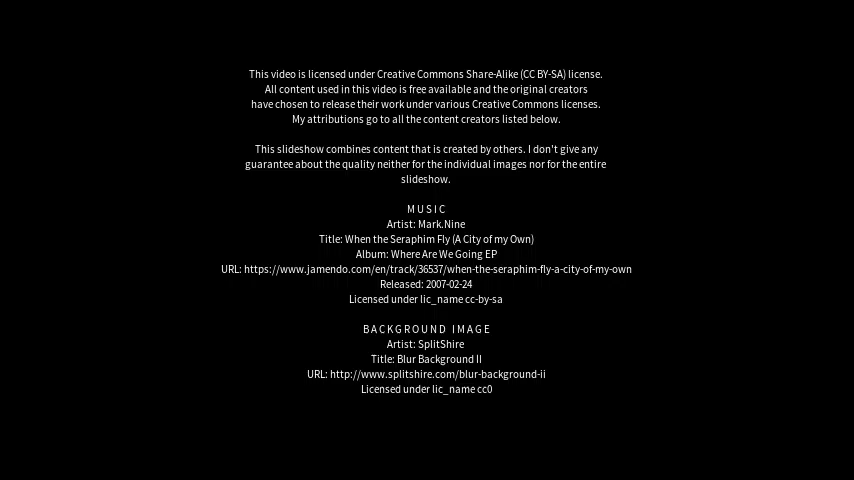 This video is licensed under Creative Commons Share-Alike (CC BY-SA) license.
All content used in this video is free available and the original creators
have chosen to release their work under various Creative Commons licenses.
My attributions go to all the content creators listed below.
This slideshow combines content that is created by others. I don't give any
guarantee about the quality neither for the individual images nor for the entire
slideshow.
MUSIC
Artist: Mark.Nine
Title: When the Seraphim Fly (A City of my Own)
Album: Where Are We Going EP
URL: https://www.jamendo.com/en/track/36537/when-the-seraphim-fly-a-city-of-my-own
Released: 2007-02-24
Licensed under lic_name cc-by-sa
BACKGROUND IMAGE
Artist: SplitShire
Title: Blur Background II
URL: http://www.splitshire.com/blur-background-ii
Licensed under lic_name cc0